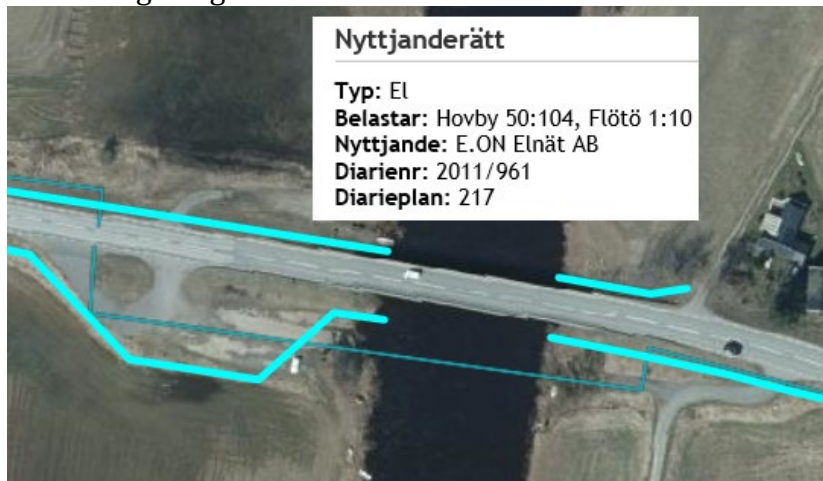 Nyttjanderätt
Typ: El
Belastar: Hovby 50:104, Flötö 1:10
Nyttjande: E.ON Elnät AB
Diarienr: 2011/961
Diarieplan: 217